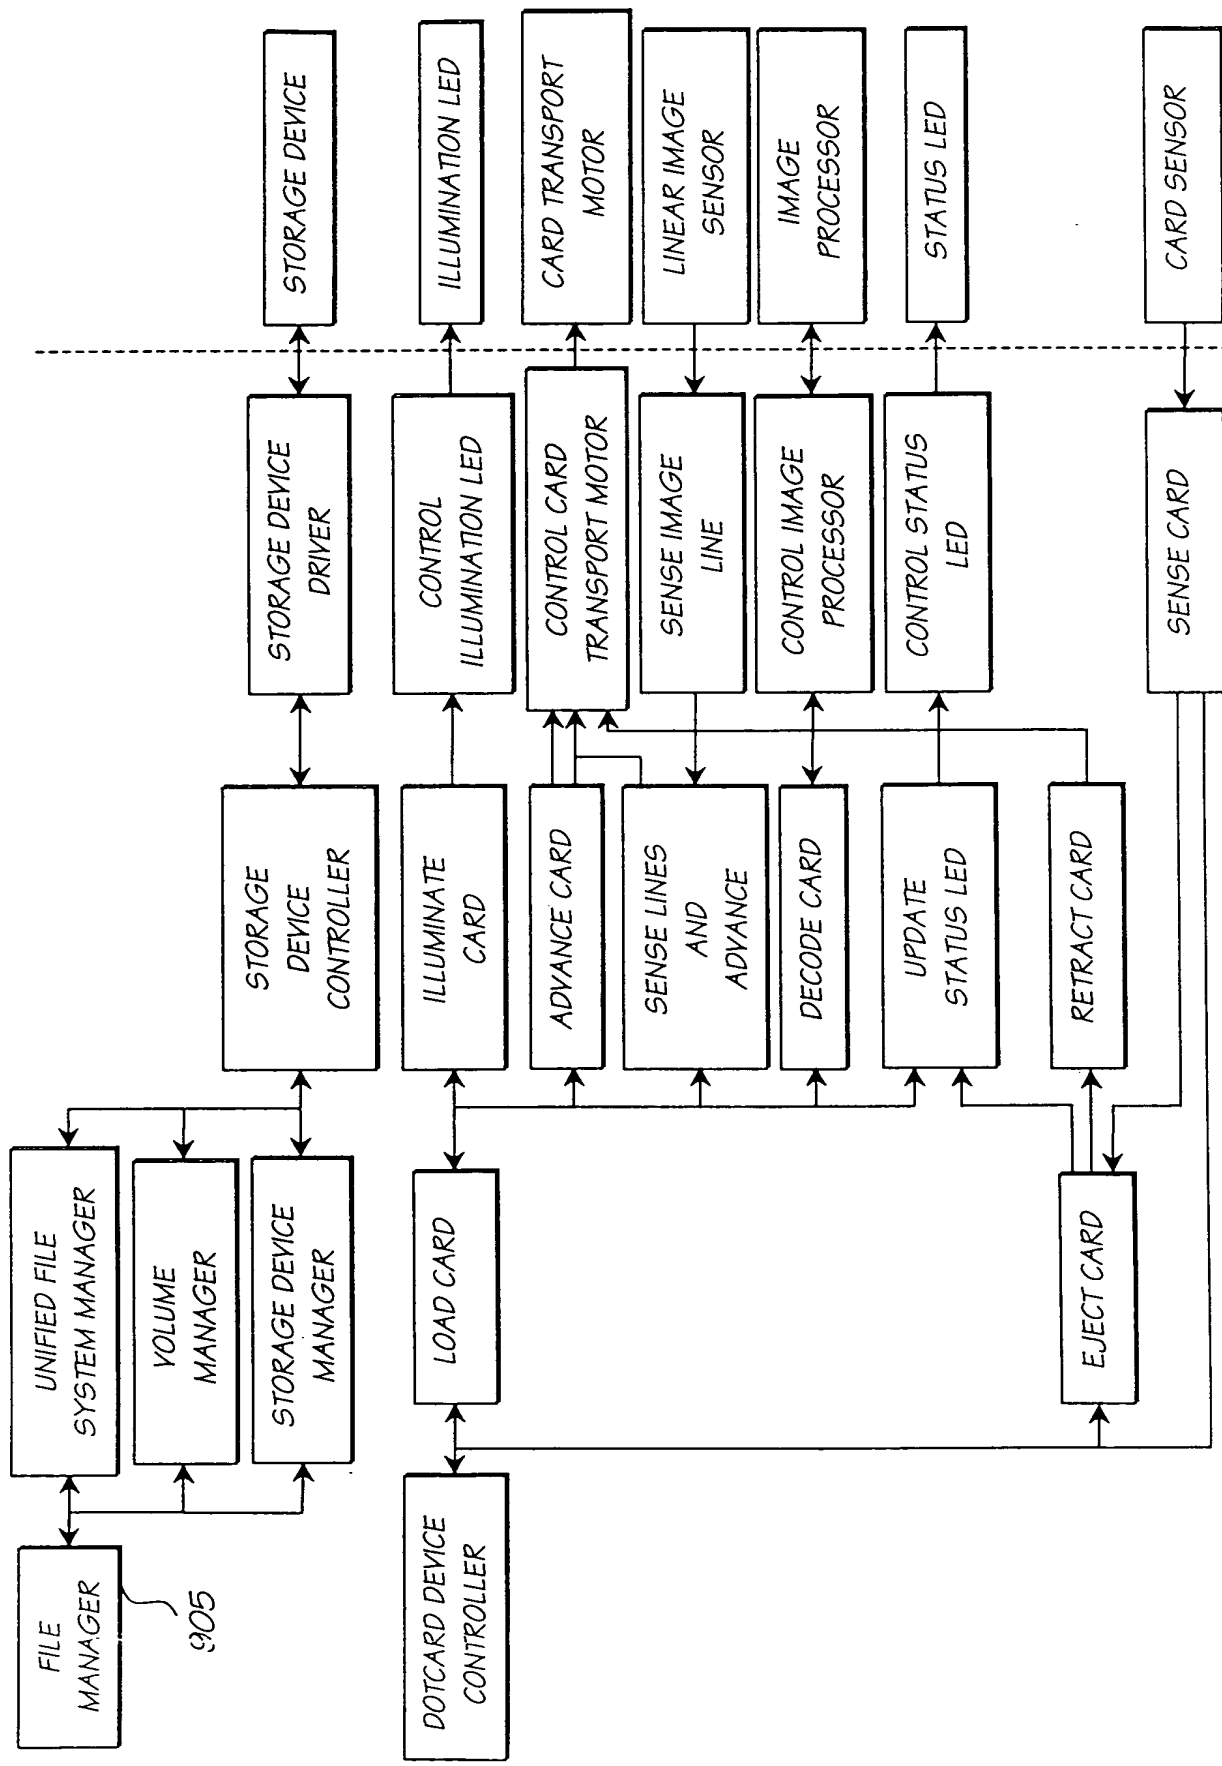 FILE
MANAGER
905
UNIFIED FILE
SYSTEM MANAGER
VOLUME
MANAGER
STORAGE DEVICE
MANAGER
STORAGE
DEVICE
CONTROLLER
STORAGE DEVICE
DRIVER
STORAGE DEVICE
DOTCARD DEVICE
CONTROLLER
LOAD CARD
ILLUMINATE
CARD
CONTROL
ILLUMINATION LED
ILLUMINATION LED
ADVANCE CARD
CONTROL CARD
TRANSPORT MOTOR
CARD TRANSPORT
MOTOR
SENSE LINES
AND
ADVANCE
SENSE IMAGE
LINE
LINEAR IMAGE
SENSOR
DECODE CARD
CONTROL IMAGE
PROCESSOR
IMAGE
PROCESSOR
UPDATE
STATUS LED
CONTROL STATUS
LED
STATUS LED
EJECT CARD
RETRACT CARD
SENSE CARD
CARD SENSOR